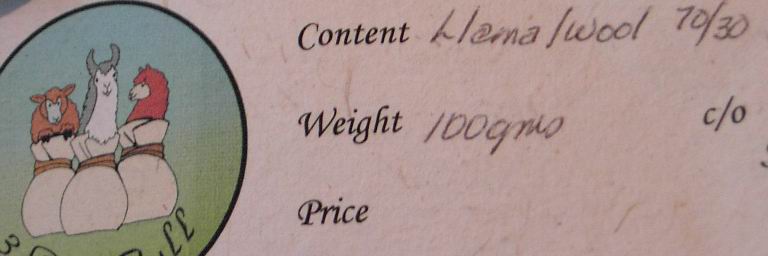 Content Llama/wool 70/30
Weight 100gms c/o
Price